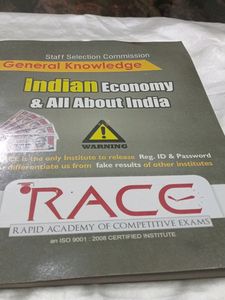 Staff Selection Commission
General Knowledge
Indian Economy
& All About India
WARNING
ACE is the only Institute to release Reg. ID & Password
differentiate us from fake results of other institutes
RACE
RAPID ACADEMY OF COMPETITIVE EXAMS
an ISO 9001 : 2008 CERTIFIED INSTITUTE